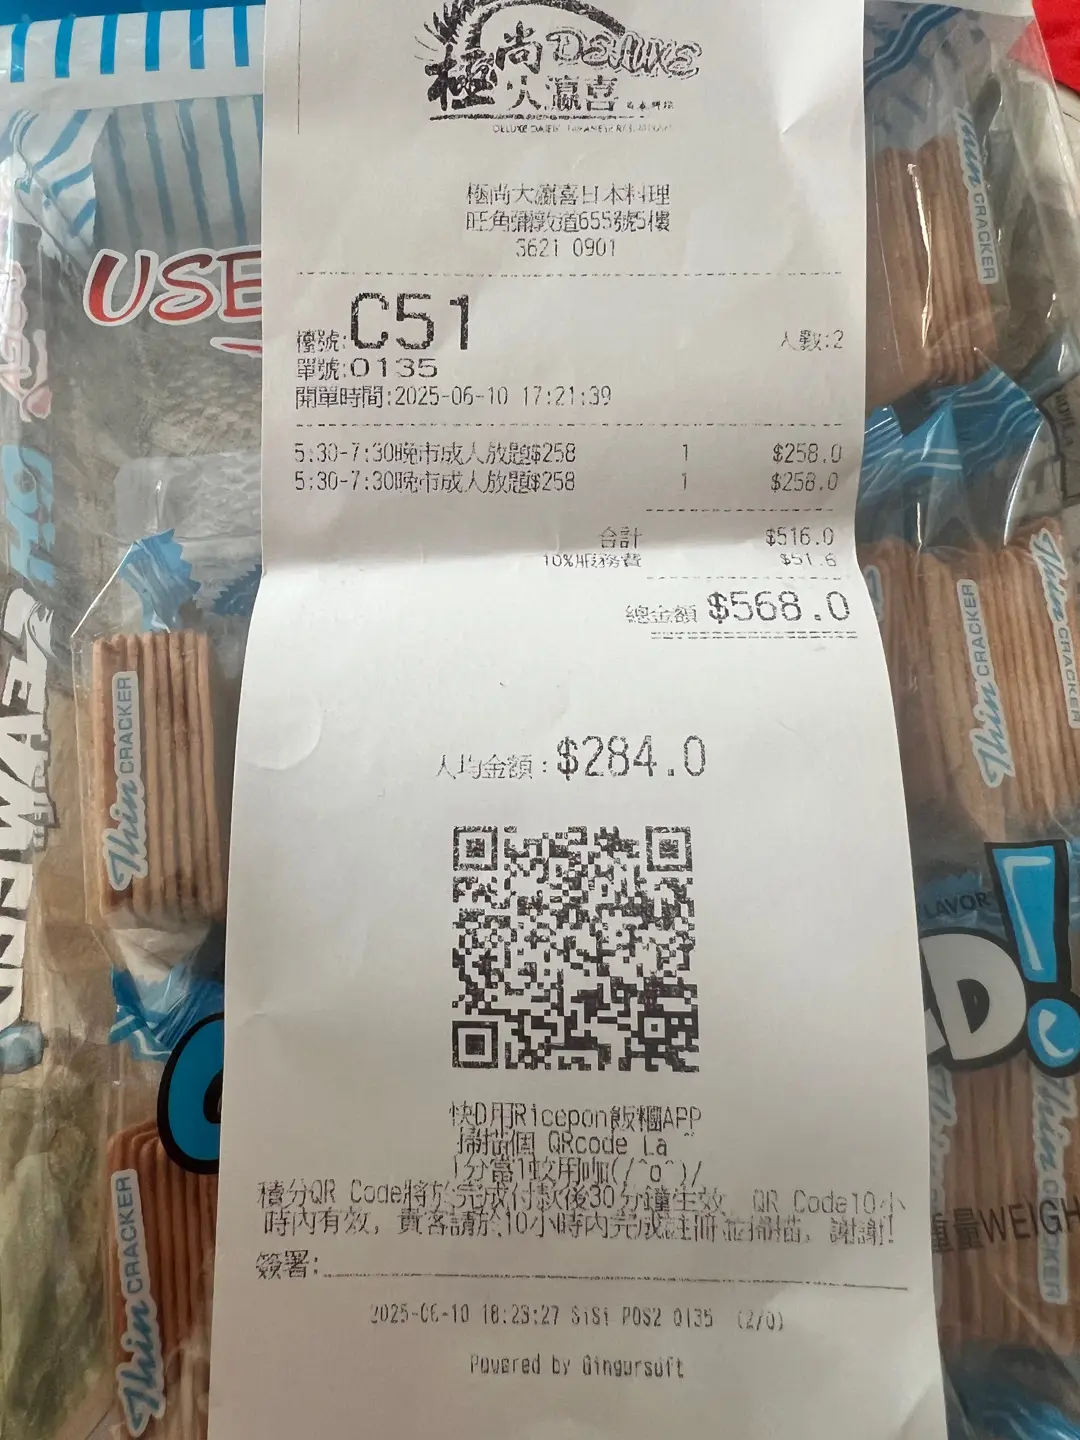 極尚 DELUXE
大瀛喜 日本料理
極尚大瀛喜日本料理
旺角彌敦道655號5樓
3621 0901
檯號:C51
人數:2
單號:0135
開單時間:2025-06-10 17:21:39
5:30-7:30晚市成人放題$258 1 $258.0
5:30-7:30晚市成人放題$258 1 $258.0
合計 $516.0
10%服務費 $51.6
總金額 $568.0
人均金額:$284.0
快D用Ricepon飯糰APP
掃描個 QRcode La ~
1分當1蚊用咖(/^o^)/
積分QR Code將於完成付款後30分鐘生效, QR Code10小
時內有效, 貴客請於10小時內完成註冊並掃描, 謝謝!
簽署:
2025-06-10 18:23:27 SiSi POS2 0135 (2/0)
Powered by Gingersoft
USE
Thin CRACKER
Thin CRACKER
Thin CRACKER
Thin CRACKER
Thin CRACKER
LAVOR
D!
重量WEIGH